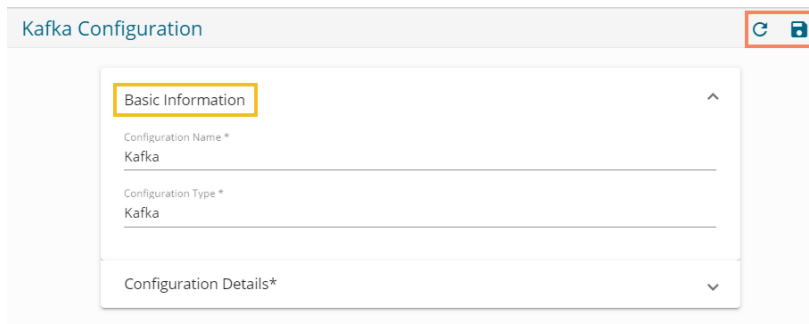 Kafka Configuration
Basic Information
Configuration Name *
Kafka
Configuration Type *
Kafka
Configuration Details*